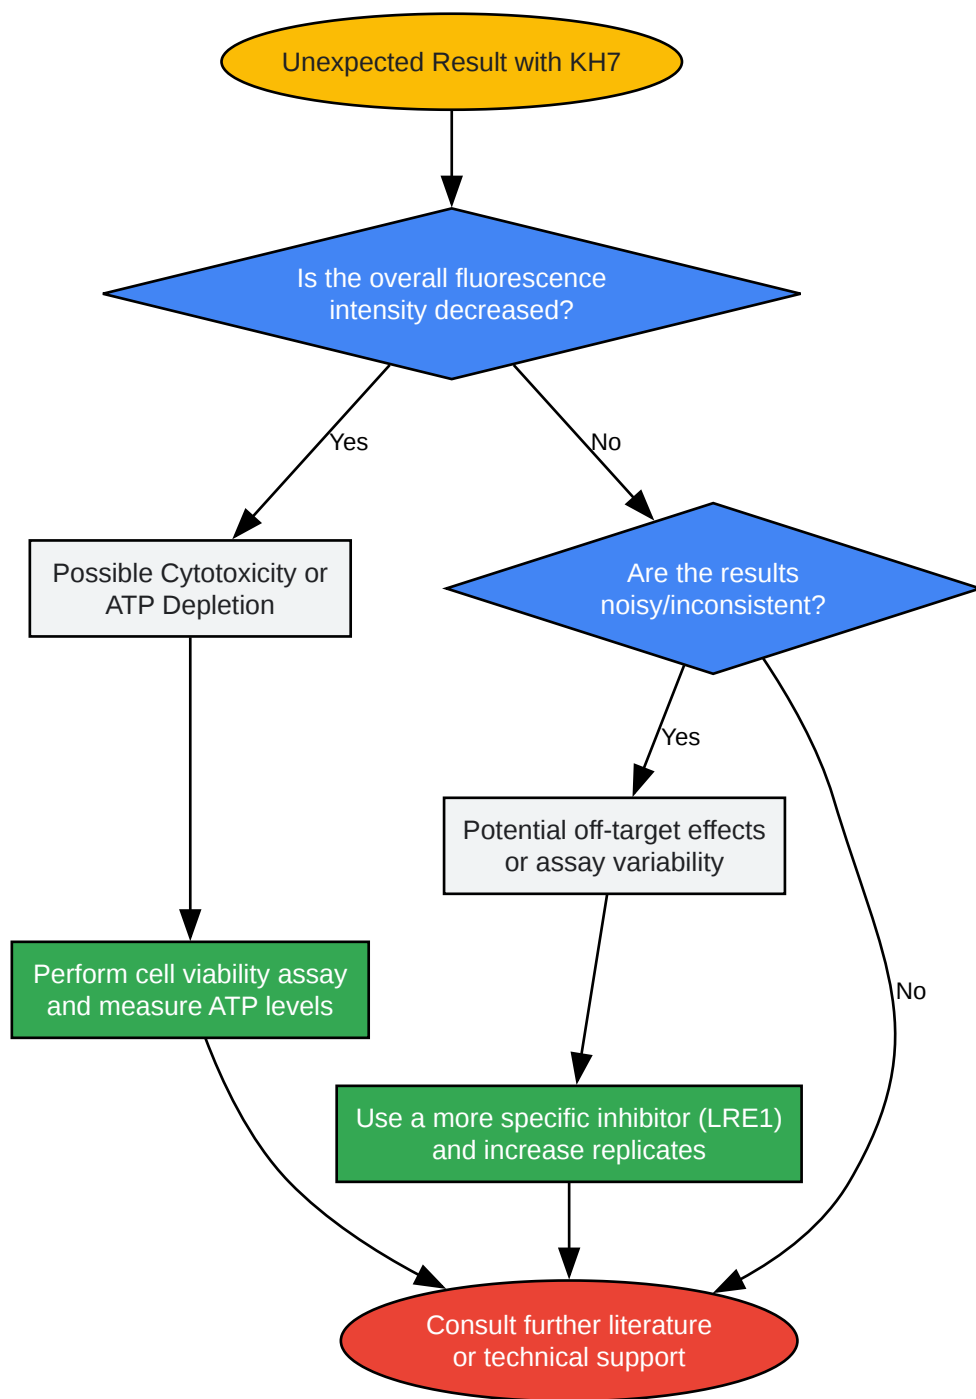 Unexpected Result with KH7
Is the overall fluorescence
intensity decreased?
Yes
No
Possible Cytotoxicity or
ATP Depletion
Are the results
noisy/inconsistent?
Yes
Potential off-target effects
or assay variability
Perform cell viability assay
and measure ATP levels
No
Use a more specific inhibitor (LRE1)
and increase replicates
Consult further literature
or technical support